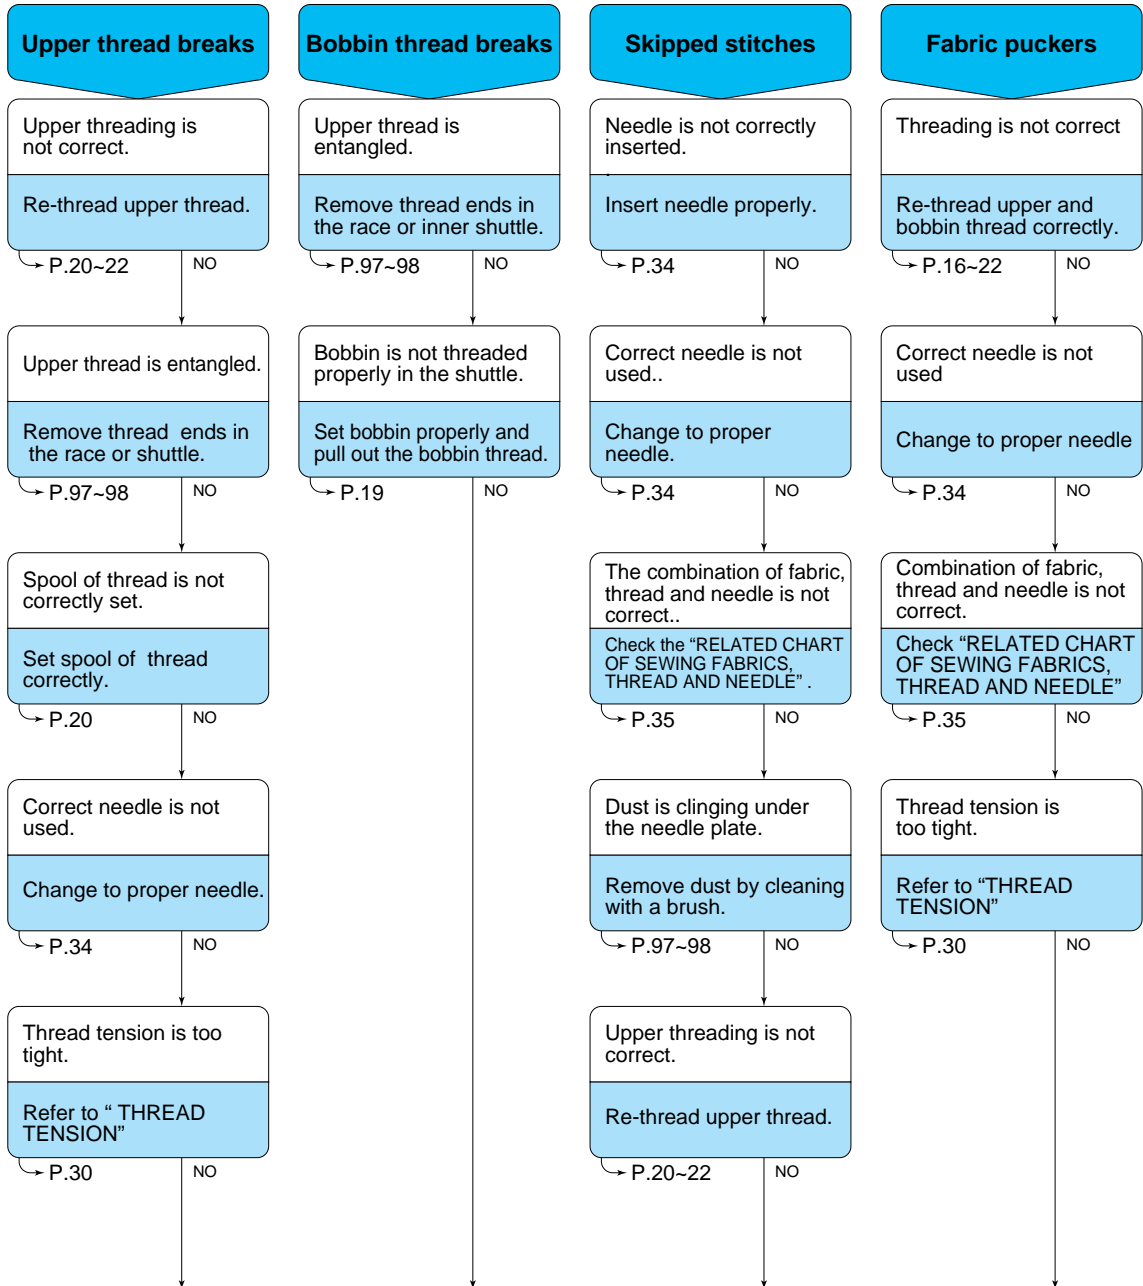 Upper thread breaks
Upper threading is
not correct.
Re-thread upper thread.
P.20~22
NO
Upper thread is entangled.
Remove thread ends in
the race or shuttle.
P.97~98
NO
Spool of thread is not
correctly set.
Set spool of thread
correctly.
P.20
NO
Correct needle is not
used.
Change to proper needle.
P.34
NO
Thread tension is too
tight.
Refer to “ THREAD
TENSION”
P.30
NO
Bobbin thread breaks
Upper thread is
entangled.
Remove thread ends in
the race or inner shuttle.
P.97~98
NO
Bobbin is not threaded
properly in the shuttle.
Set bobbin properly and
pull out the bobbin thread.
P.19
NO
Skipped stitches
Needle is not correctly
inserted.
.
Insert needle properly.
P.34
NO
Correct needle is not
used..
Change to proper
needle.
P.34
NO
The combination of fabric,
thread and needle is not
correct..
Check the “RELATED CHART
OF SEWING FABRICS,
THREAD AND NEEDLE” .
P.35
NO
Dust is clinging under
the needle plate.
Remove dust by cleaning
with a brush.
P.97~98
NO
Upper threading is not
correct.
Re-thread upper thread.
P.20~22
NO
Fabric puckers
Threading is not correct
Re-thread upper and
bobbin thread correctly.
P.16~22
NO
Correct needle is not
used
Change to proper needle
P.34
NO
Combination of fabric,
thread and needle is not
correct.
Check “RELATED CHART
OF SEWING FABRICS,
THREAD AND NEEDLE”
P.35
NO
Thread tension is
too tight.
Refer to “THREAD
TENSION”
P.30
NO